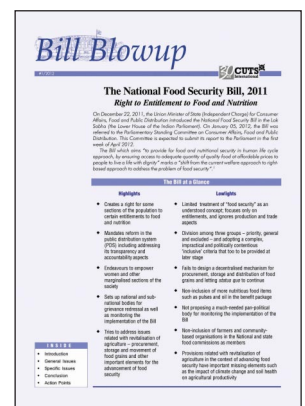 Bill Blowup
CUTS
International
The National Food Security Bill, 2011
Right to Entitlement to Food and Nutrition
On December 22, 2011, the Union Minister of State (Independent Charge) for Consumer
Affairs, Food and Public Distribution introduced the National Food Security Bill in the Lok
Sabha (the Lower House of the Indian Parliament). On January 05, 2012, the Bill was
referred to the Parliamentary Standing Committee on Consumer Affairs, Food and Public
Distribution. This Committee is expected to submit its report to the Parliament in the first
week of April 2012.
The Bill which aims "to provide for food and nutritional security in human life cycle
approach, by ensuring access to adequate quantity of quality food at affordable prices to
people to live a life with dignity" marks a "shift from the current welfare approach to right-
based approach to address the problem of food security".
The Bill at a Glance
Highlights
• Creates a right for some
sections of the population to
certain entitlements to food
and nutrition
• Mandates reform in the
public distribution system
(PDS) including addressing
its transparency and
accountability aspects
• Endeavours to empower
women and other
marginalised sections of the
society
• Sets up national and sub-
national bodies for
grievance redressal as well
as monitoring the
implementation of the Bill
• Tries to address issues
related with revitalisation of
agriculture – procurement,
storage and movement of
food grains and other
important elements for the
advancement of food
security
Lowlights
• Limited treatment of "food security" as an
understood concept; focuses only on
entitlements, and ignores production and trade
aspects
• Division among three groups – priority, general
and excluded – and adopting a complex,
impractical and politically contentious
'inclusive' criteria that too to be provided at
later stage
• Fails to design a decentralised mechanism for
procurement, storage and distribution of food
grains and letting status quo to continue
• Non-inclusion of more nutritious food items
such as pulses and oil in the benefit package
• Not proposing a much-needed pan-political
body for monitoring the implementation of the
Bill
• Non-inclusion of farmers and community-
based organisations in the National and state
food commissions as members
• Provisions related with revitalisation of
agriculture in the context of advancing food
security have important missing elements such
as the impact of climate change and soil health
on agricultural productivity
INSIDE
• Introduction
• General Issues
• Specific Issues
• Conclusion
• Action Points